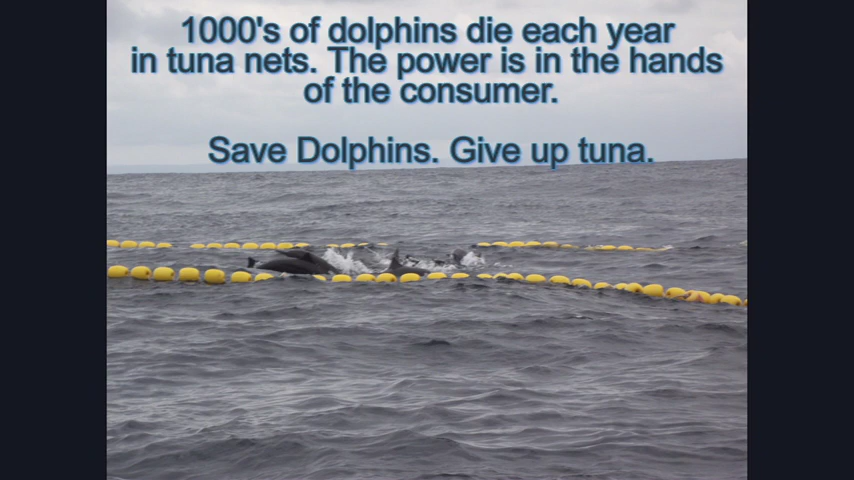 1000's of dolphins die each year
in tuna nets. The power is in the hands
of the consumer.
Save Dolphins. Give up tuna.